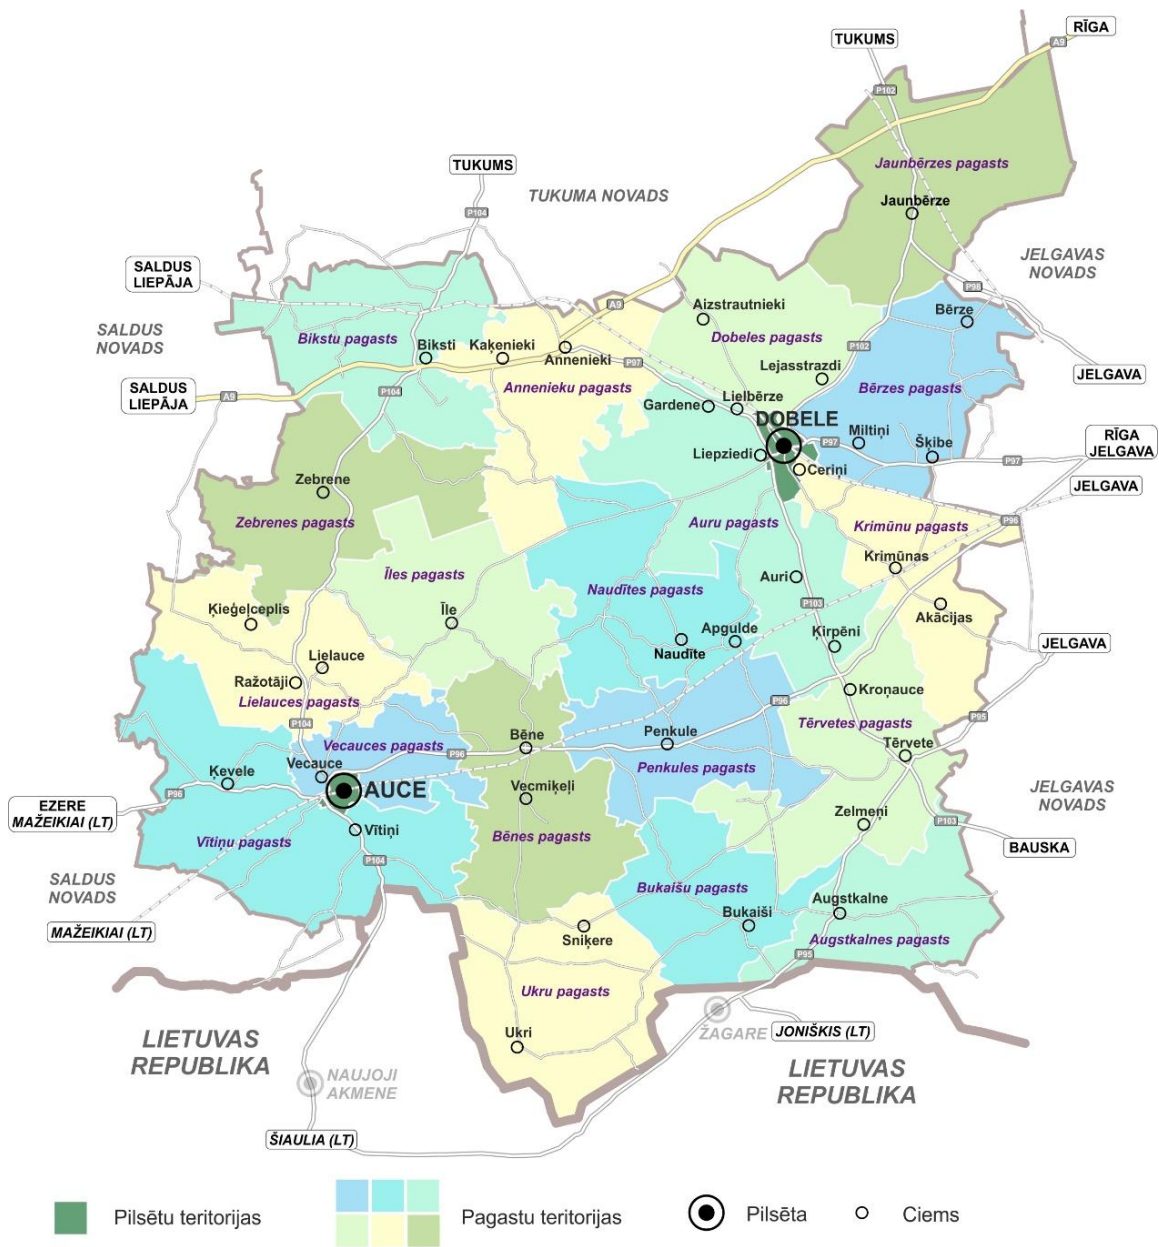 RĪGA
A9
TUKUMS
P102
Jaunbērzes pagasts
TUKUMS
TUKUMA NOVADS
Jaunbērze
P104
JELGAVAS
NOVADS
SALDUS
LIEPĀJA
P98
A9
Aizstrautnieki
Bērze
SALDUS
NOVADS
Bikstu pagasts
Biksti
Kaķenieki
Annenieki
P97
Dobeles pagasts
P102
Lejasstrazdi
JELGAVA
SALDUS
LIEPĀJA
A9
P104
Annenieku pagasts
Bērzes pagasts
Gardene
Lielbērze
DOBELE
Miltiņi
P97
Šķibe
P97
RĪGA
JELGAVA
Liepziedi
Ceriņi
JELGAVA
Zebrene
Zebrenes pagasts
Auru pagasts
Krimūnu pagasts
P96
Krimūnas
Īles pagasts
Naudītes pagasts
Auri
P103
Akācijas
Ķieģeļceplis
Īle
Apgulde
Naudīte
Ķirpēni
JELGAVA
Lielauce
Ražotāji
Lielauces pagasts
Kroņauce
P96
P104
Tērvetes pagasts
P95
Vecauces pagasts
P96
Bēne
Penkule
Tērvete
Vecauce
Penkules pagasts
Ķevele
P96
AUCE
Vecmiķeļi
JELGAVAS
NOVADS
EZERE
MAŽEIKIAI (LT)
Zelmeņi
P103
Vītiņi
Vītiņu pagasts
Bēnes pagasts
BAUSKA
P104
SALDUS
NOVADS
Bukaišu pagasts
Augstkalne
Bukaiši
MAŽEIKIAI (LT)
Sniķere
Augstkalnes pagasts
P95
Ukru pagasts
Ukri
ŽAGARE
JONIŠKIS (LT)
LIETUVAS
REPUBLIKA
LIETUVAS
REPUBLIKA
NAUJOJI
AKMENE
ŠIAULIA (LT)
Pilsētu teritorijas
Pagastu teritorijas
Pilsēta
Ciems